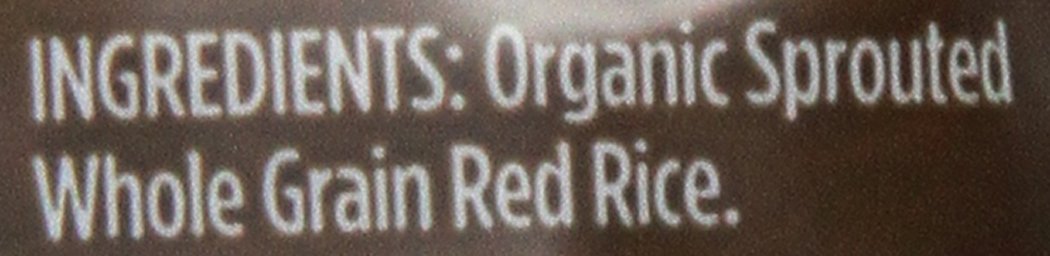 INGREDIENTS: Organic Sprouted
Whole Grain Red Rice.